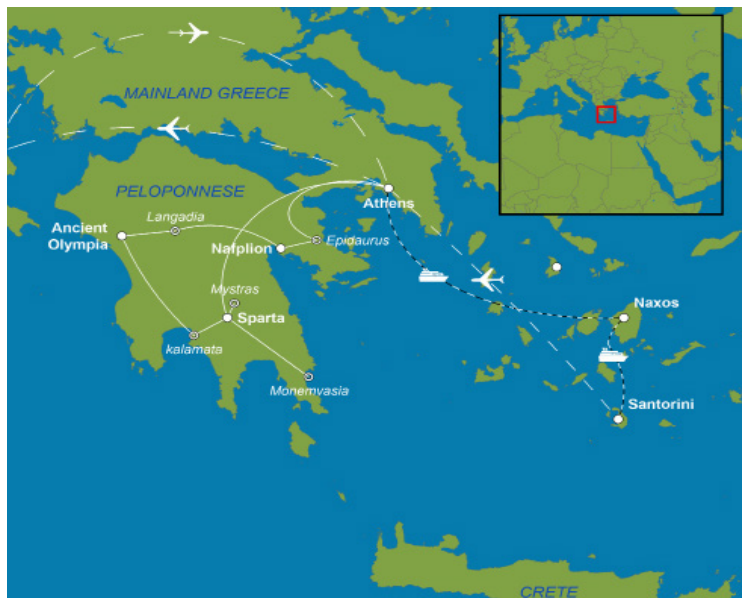 MAINLAND GREECE
PELOPONNESE
Athens
Langadia
Ancient
Olympia
Nafplion
Epidaurus
Mystras
Sparta
Naxos
kalamata
Monemvasia
Santorini
CRETE